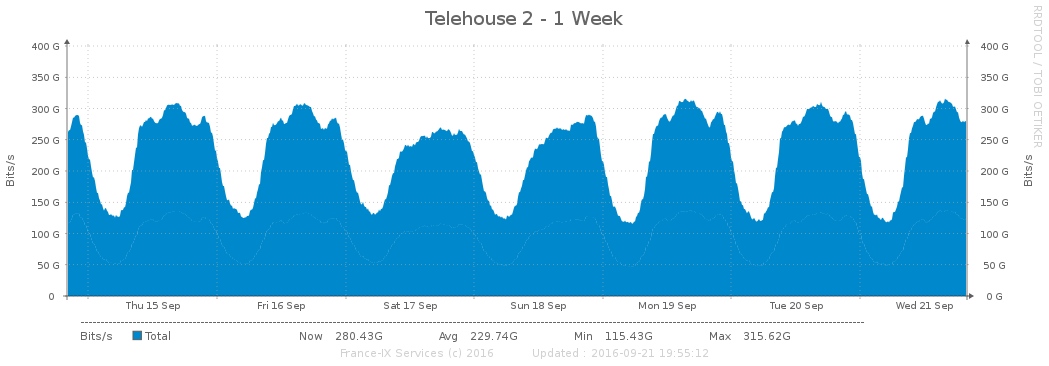 Telehouse 2 - 1 Week
RRDTOOL / TOBI OETIKER
Bits/s
Bits/s
400 G 400 G
350 G 350 G
300 G 300 G
250 G 250 G
200 G 200 G
150 G 150 G
100 G 100 G
50 G 50 G
0 0 G
Thu 15 Sep Fri 16 Sep Sat 17 Sep Sun 18 Sep Mon 19 Sep Tue 20 Sep Wed 21 Sep
Bits/s Total Now 280.43G Avg 229.74G Min 115.43G Max 315.62G
France-IX Services (c) 2016 Updated : 2016-09-21 19:55:12